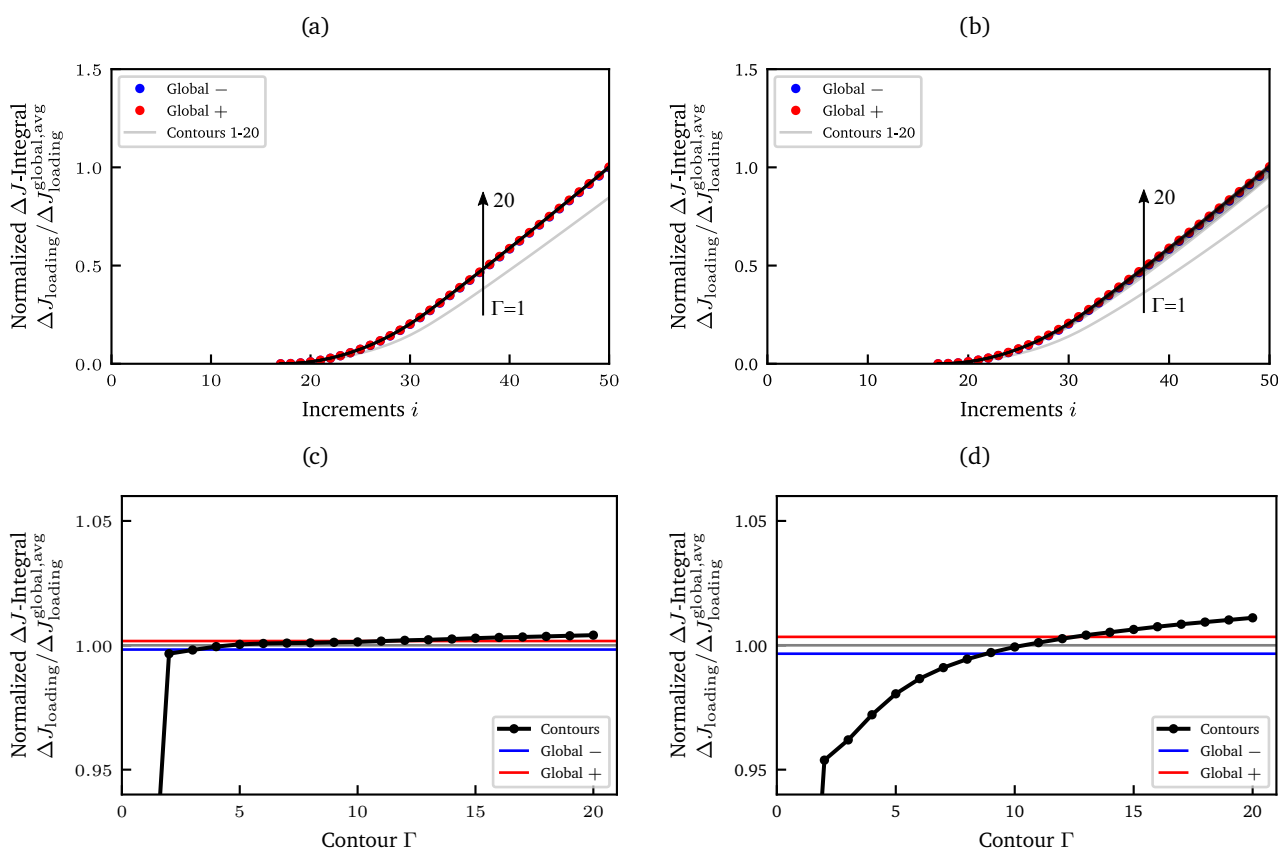 (a)
Normalized ΔJ-Integral
ΔJ_loading/ΔJ_loading^global,avg
1.5
1.0
0.5
0.0
Global −
Global +
Contours 1-20
20
Γ=1
0 10 20 30 40 50
Increments i
(b)
Normalized ΔJ-Integral
ΔJ_loading/ΔJ_loading^global,avg
1.5
1.0
0.5
0.0
Global −
Global +
Contours 1-20
20
Γ=1
0 10 20 30 40 50
Increments i
(c)
Normalized ΔJ-Integral
ΔJ_loading/ΔJ_loading^global,avg
1.05
1.00
0.95
Contours
Global −
Global +
0 5 10 15 20
Contour Γ
(d)
Normalized ΔJ-Integral
ΔJ_loading/ΔJ_loading^global,avg
1.05
1.00
0.95
Contours
Global −
Global +
0 5 10 15 20
Contour Γ